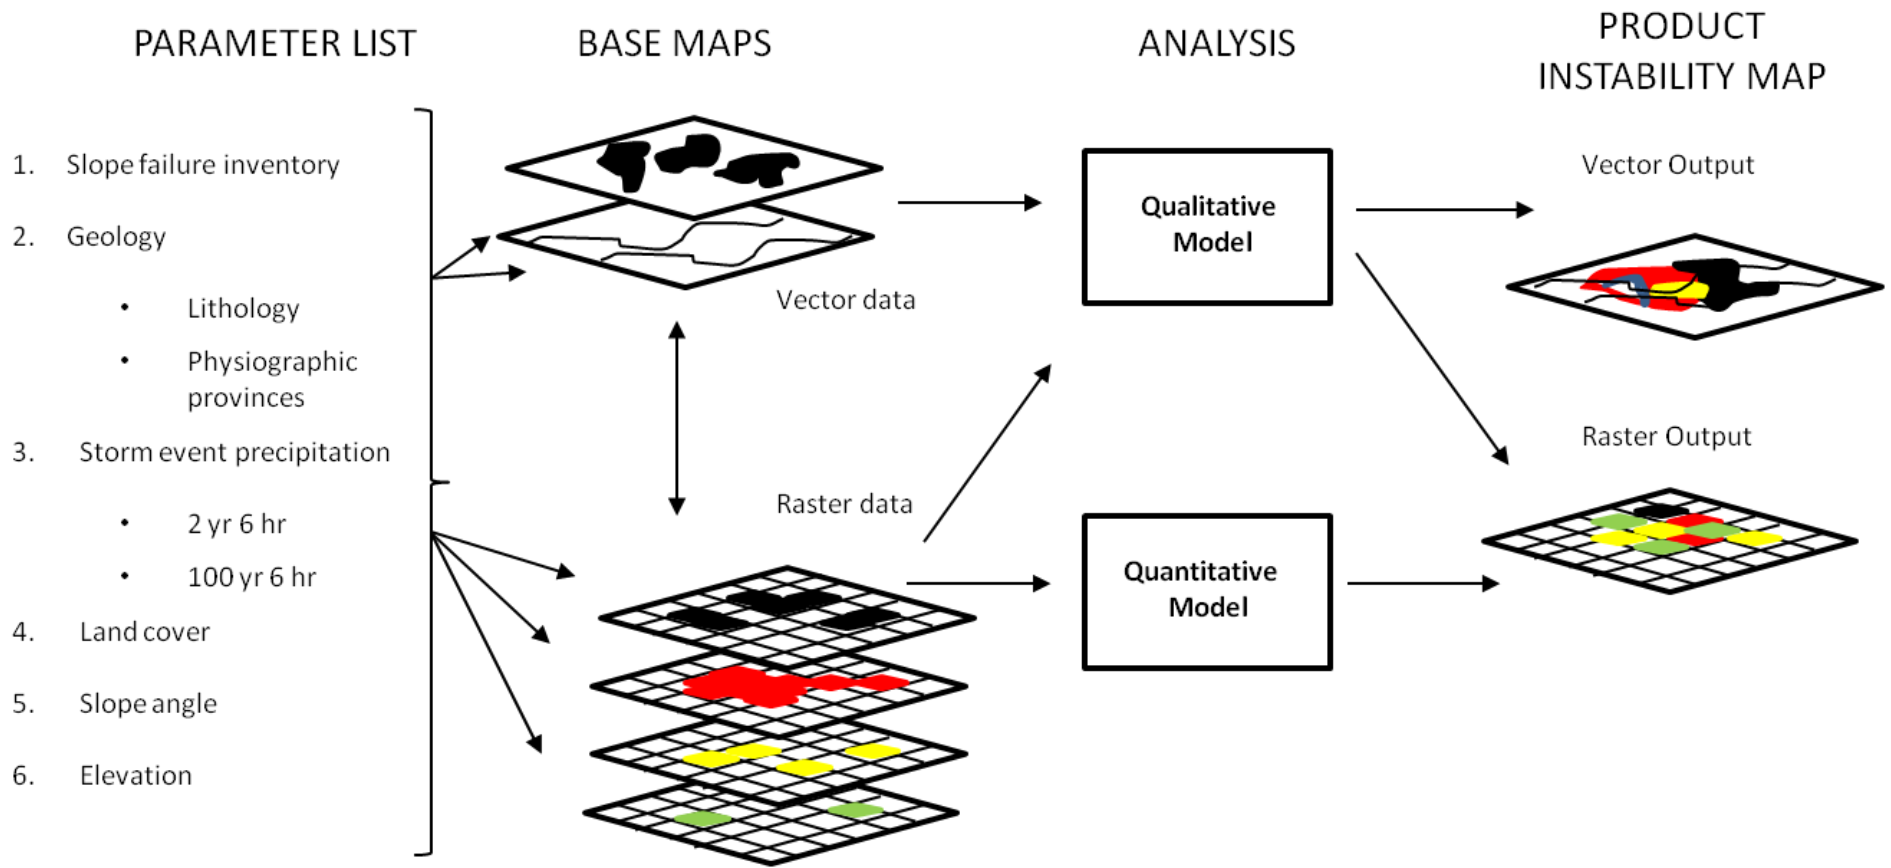 PARAMETER LIST
BASE MAPS
ANALYSIS
PRODUCT
INSTABILITY MAP
1. Slope failure inventory
2. Geology
• Lithology
• Physiographic
provinces
3. Storm event precipitation
• 2 yr 6 hr
• 100 yr 6 hr
4. Land cover
5. Slope angle
6. Elevation
Vector data
Raster data
Qualitative
Model
Quantitative
Model
Vector Output
Raster Output